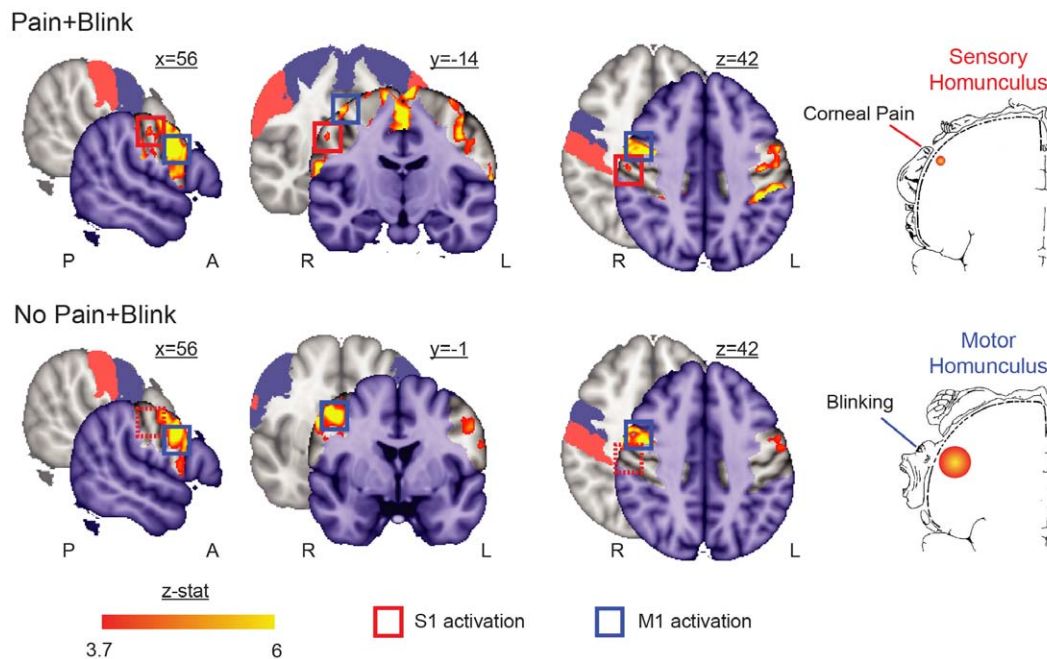 Pain+Blink
x=56
y=-14
z=42
Sensory
Homunculus
Corneal Pain
P
A
R
L
R
L
No Pain+Blink
x=56
y=-1
z=42
Motor
Homunculus
Blinking
P
A
R
L
R
L
z-stat
3.7
6
S1 activation
M1 activation